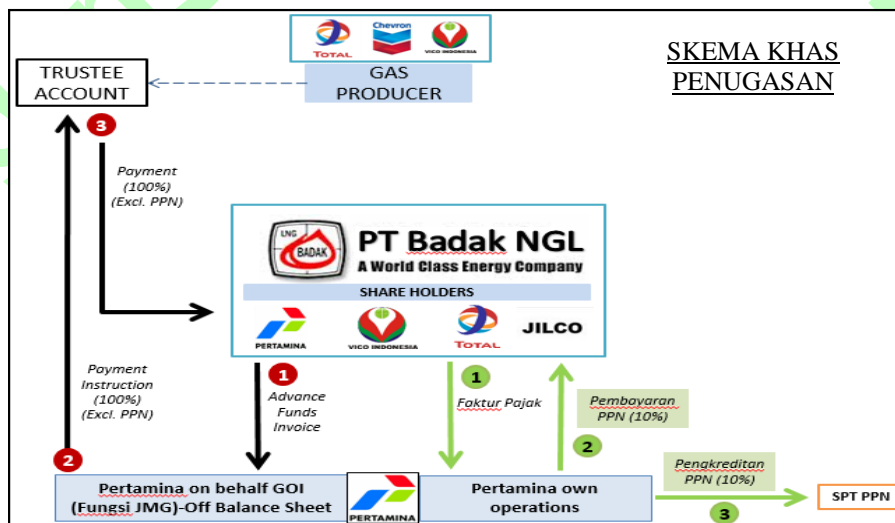 TOTAL
Chevron
VICO INDONESIA
SKEMA KHAS
PENUGASAN
TRUSTEE
ACCOUNT
GAS
PRODUCER
3
Payment
(100%)
(Excl. PPN)
LNG
BADAK
PT Badak NGL
A World Class Energy Company
SHARE HOLDERS
PERTAMINA
VICO INDONESIA
TOTAL
JILCO
Payment
Instruction
(100%)
(Excl. PPN)
1
Advance
Funds
Invoice
1
Faktur Pajak
Pembayaran
PPN (10%)
2
2
Pertamina on behalf GOI
(Fungsi JMG)-Off Balance Sheet
PERTAMINA
Pertamina own
operations
Pengkreditan
PPN (10%)
3
SPT PPN